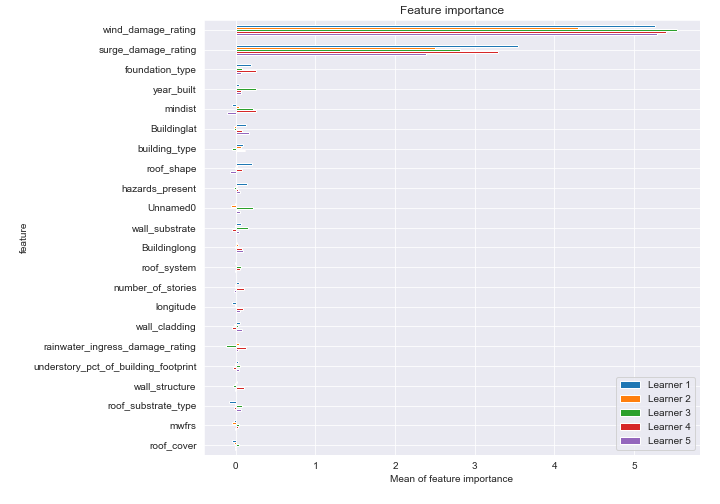 Feature importance
wind_damage_rating
surge_damage_rating
foundation_type
year_built
mindist
Buildinglat
building_type
roof_shape
hazards_present
Unnamed0
wall_substrate
Buildinglong
roof_system
number_of_stories
longitude
wall_cladding
rainwater_ingress_damage_rating
understory_pct_of_building_footprint
wall_structure
roof_substrate_type
mwfrs
roof_cover
feature
0 1 2 3 4 5
Mean of feature importance
Learner 1
Learner 2
Learner 3
Learner 4
Learner 5